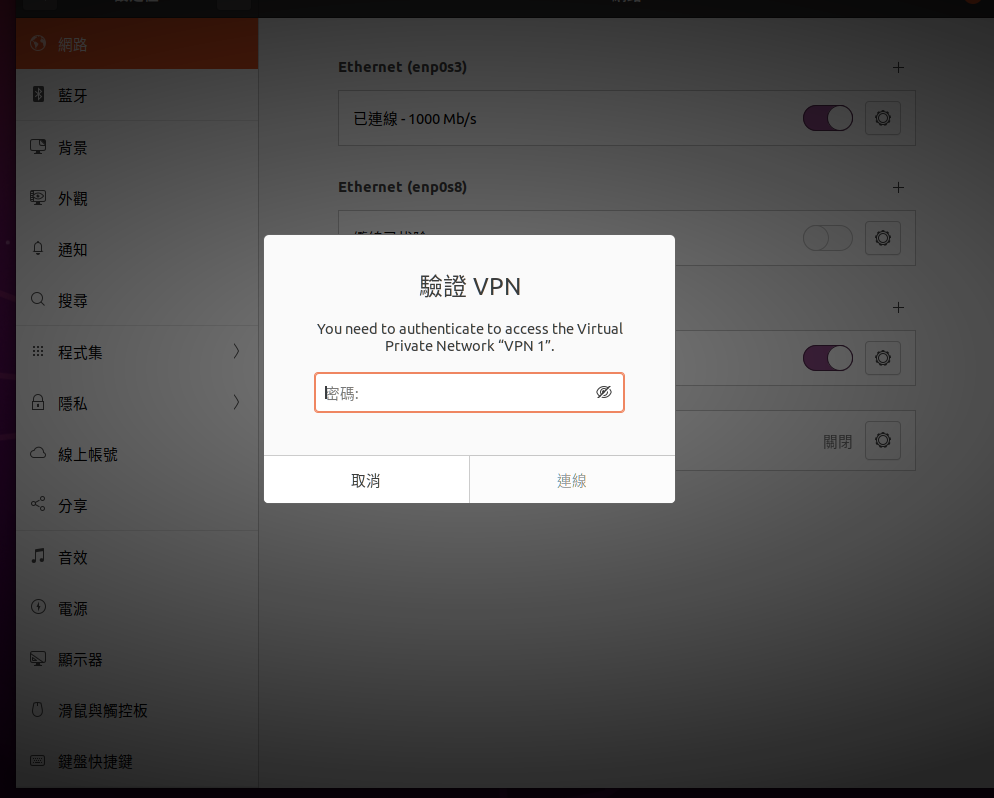 網路
藍牙
背景
外觀
通知
搜尋
程式集
隱私
線上帳號
分享
音效
電源
顯示器
滑鼠與觸控板
鍵盤快捷鍵
Ethernet (enp0s3)
已連線 - 1000 Mb/s
Ethernet (enp0s8)
關閉
驗證 VPN
You need to authenticate to access the Virtual
Private Network “VPN 1”.
密碼:
取消
連線